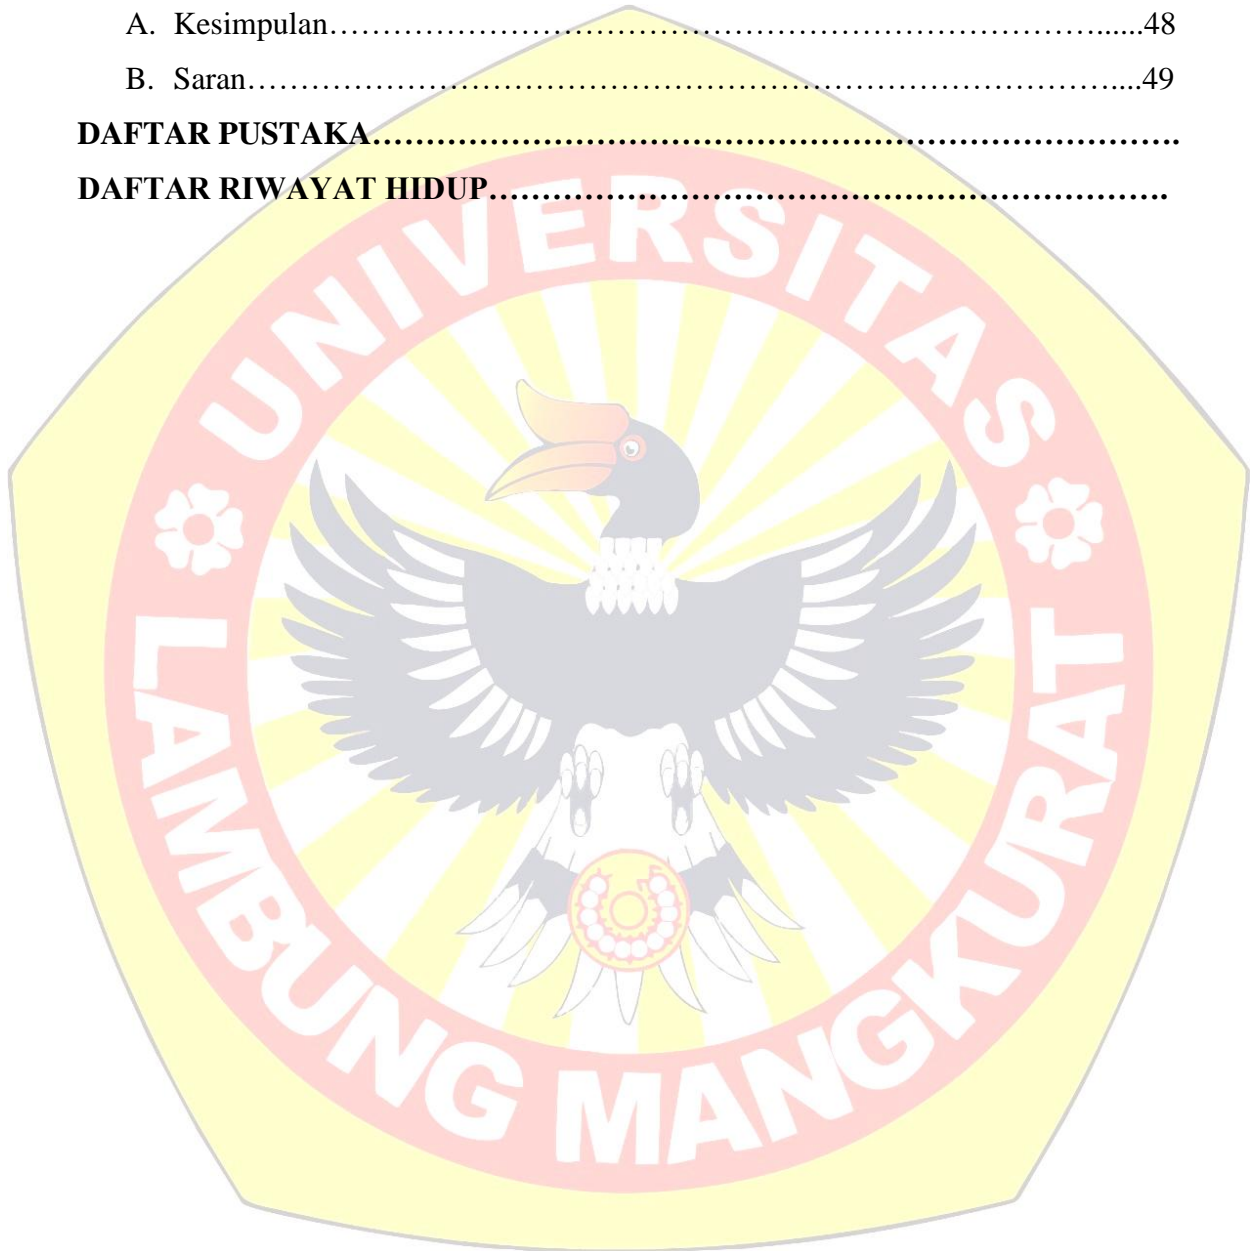 A. Kesimpulan……………………………………………………………......48
B. Saran…………………………………………………………………....49
DAFTAR PUSTAKA……………………………………………………………….
DAFTAR RIWAYAT HIDUP…………………………………………………….
UNIVERSITAS
LAMBUNG MANGKURAT